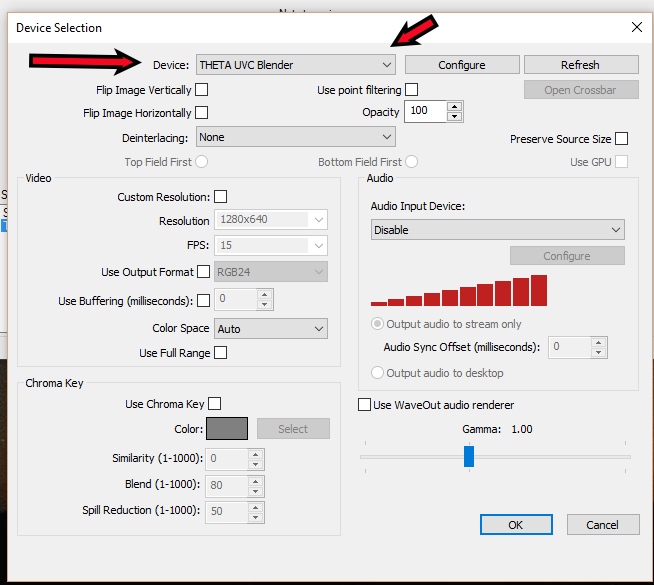 Device Selection
Device: THETA UVC Blender Configure Refresh
Flip Image Vertically Use point filtering Open Crossbar
Flip Image Horizontally Opacity 100
Deinterlacing: None Preserve Source Size
Top Field First Bottom Field First Use GPU
Video
Custom Resolution:
Resolution 1280x640
FPS: 15
Use Output Format RGB24
Use Buffering (milliseconds): 0
Color Space Auto
Use Full Range
Audio
Audio Input Device:
Disable
Configure
Output audio to stream only
Audio Sync Offset (milliseconds): 0
Output audio to desktop
Chroma Key
Use Chroma Key
Color: Select
Similarity (1-1000): 0
Blend (1-1000): 80
Spill Reduction (1-1000): 50
Use WaveOut audio renderer
Gamma: 1.00
OK Cancel